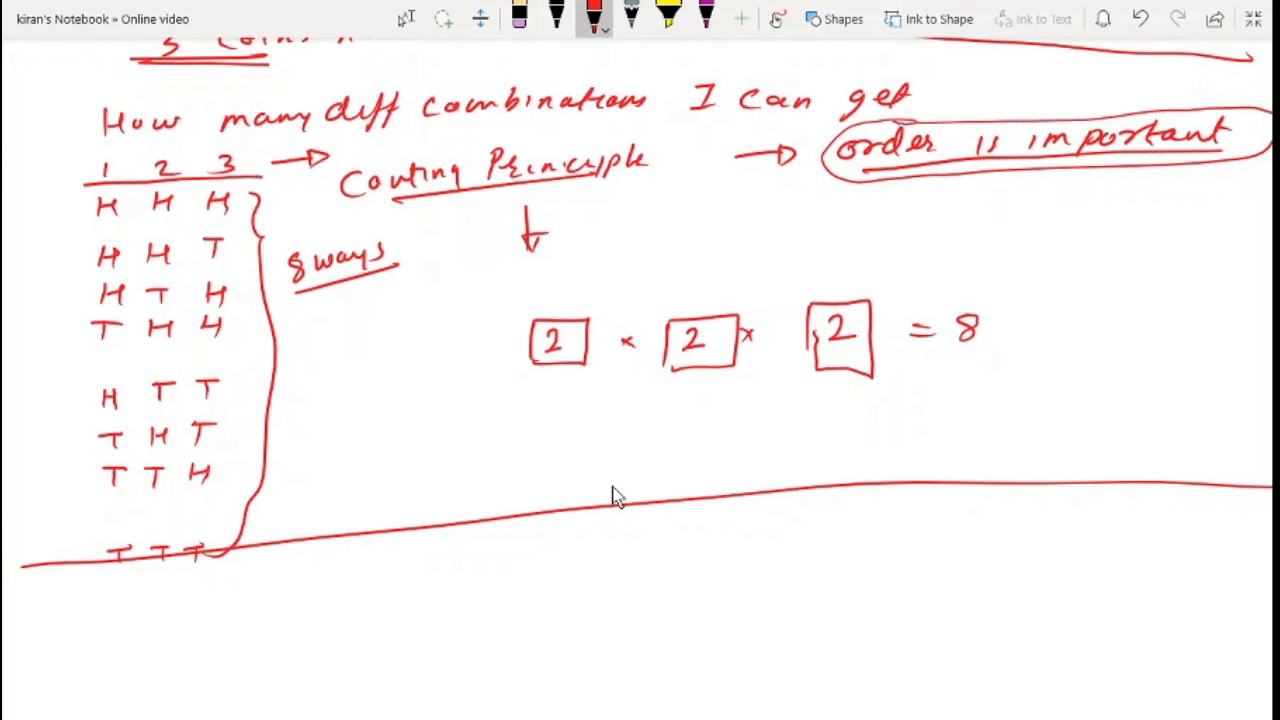 kiran's Notebook » Online video
Shapes
Ink to Shape
Ink to Text
How many diff combinations I can get
1 2 3 → Couting Principle → order is important
H H H
H H T
8 ways
H T H
T H H
2 × 2 × 2 = 8
H T T
T H T
T T H
T T T